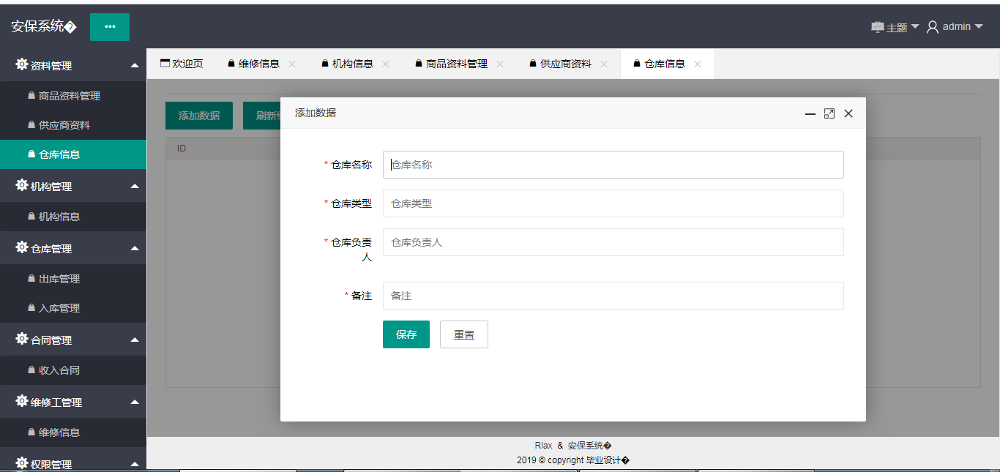 安保系统�
主题
admin
资料管理
商品资料管理
供应商资料
仓库信息
机构管理
机构信息
仓库管理
出库管理
入库管理
合同管理
收入合同
维修工管理
维修信息
权限管理
欢迎页 维修信息 机构信息 商品资料管理 供应商资料 仓库信息
添加数据 刷新
ID
添加数据
* 仓库名称 仓库名称
* 仓库类型 仓库类型
* 仓库负责
人
仓库负责人
* 备注 备注
保存 重置
Rlax & 安保系统�
2019 © copyright 毕业设计�